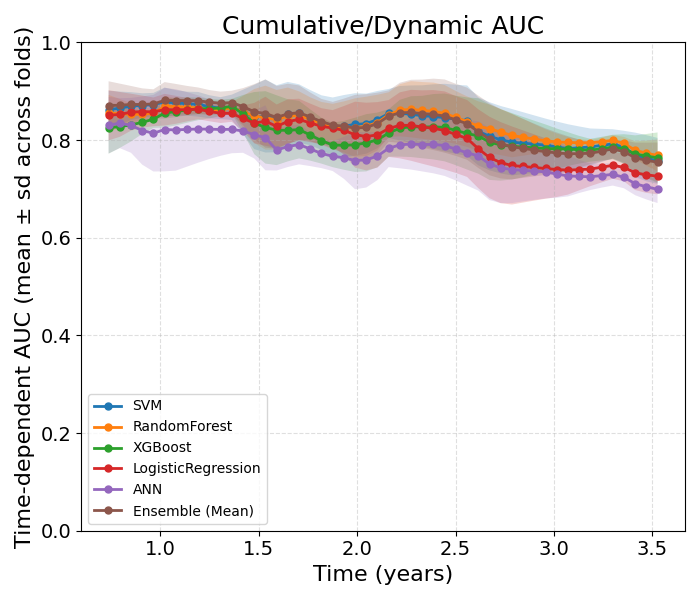 Cumulative/Dynamic AUC
Time-dependent AUC (mean ± sd across folds)
1.0
0.8
0.6
0.4
0.2
0.0
SVM
RandomForest
XGBoost
LogisticRegression
ANN
Ensemble (Mean)
1.0 1.5 2.0 2.5 3.0 3.5
Time (years)